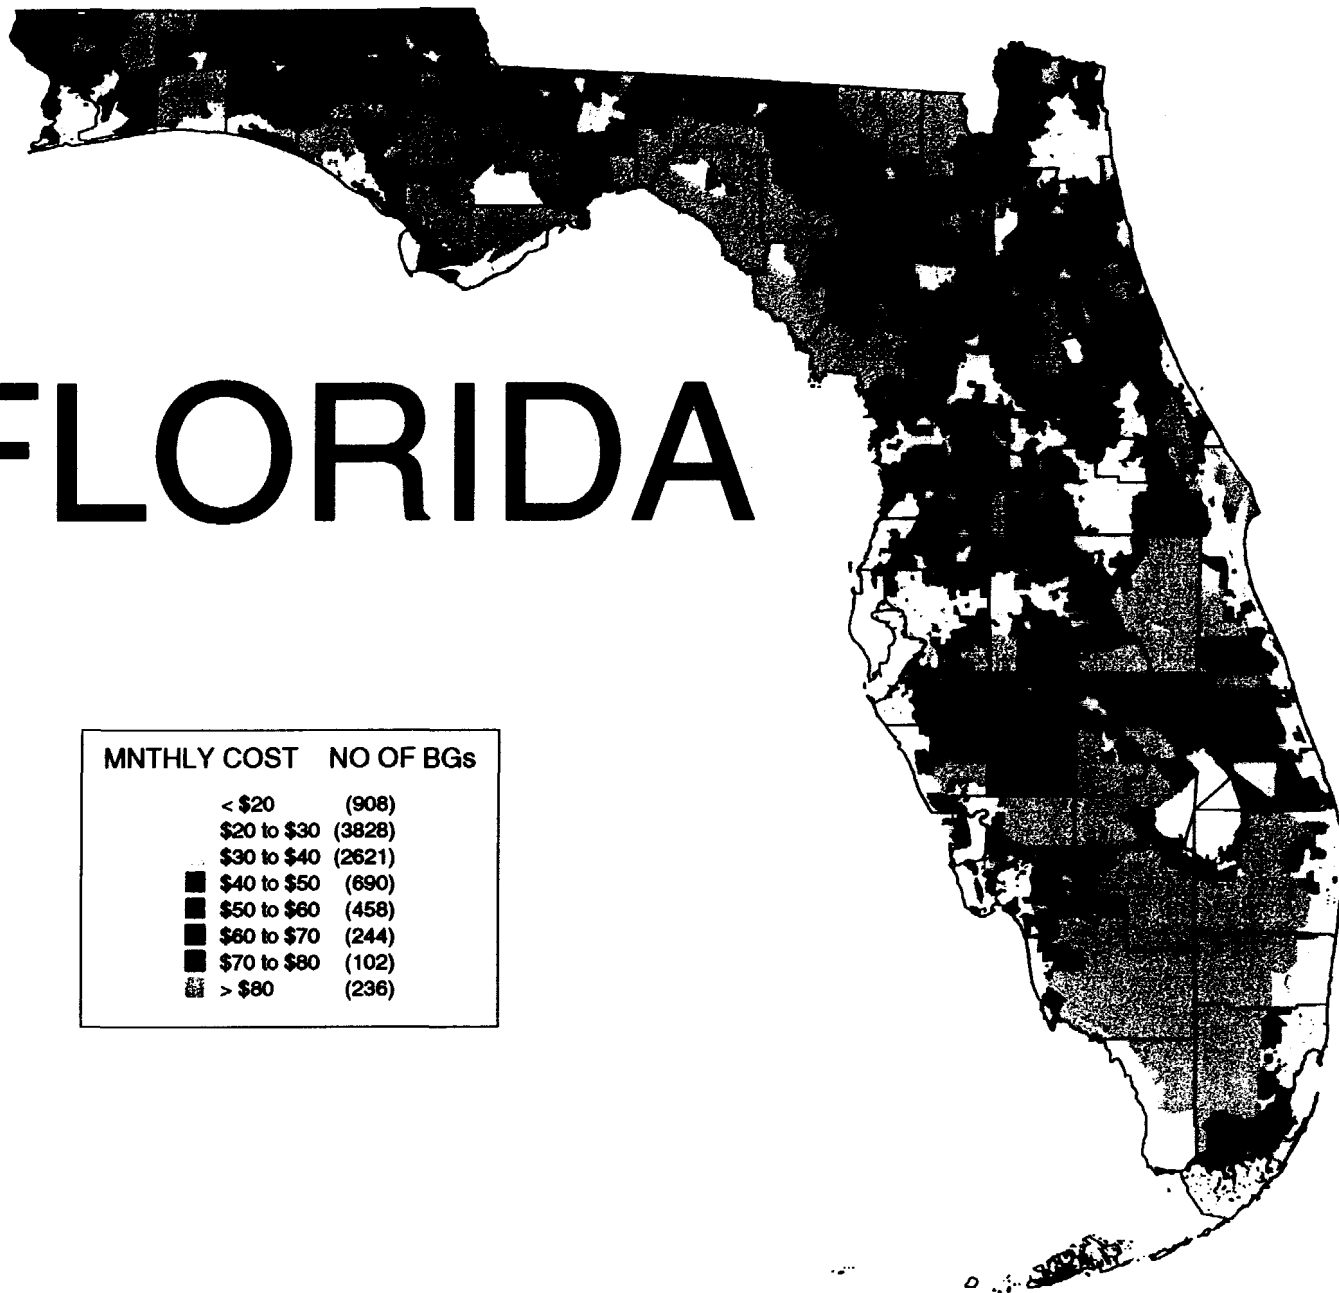 FLORIDA
MNTHLY COST NO OF BGs
< $20 (908)
$20 to $30 (3828)
$30 to $40 (2621)
$40 to $50 (690)
$50 to $60 (458)
$60 to $70 (244)
$70 to $80 (102)
> $80 (236)